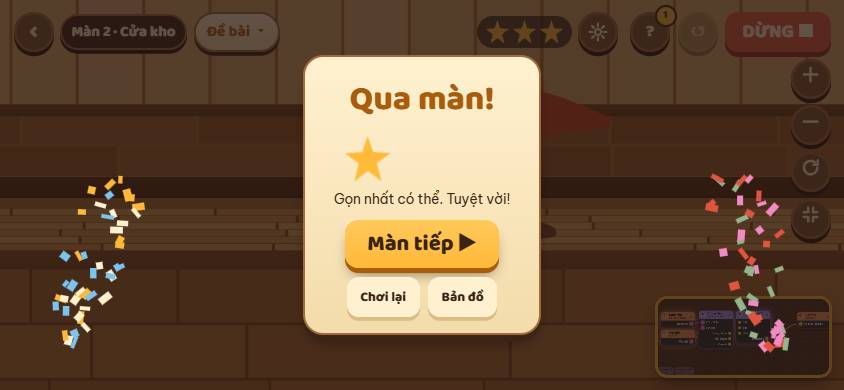 Màn 2 · Cửa kho
Đề bài
?
1
DỪNG
Qua màn!
Gọn nhất có thể. Tuyệt vời!
Màn tiếp
Chơi lại
Bản đồ